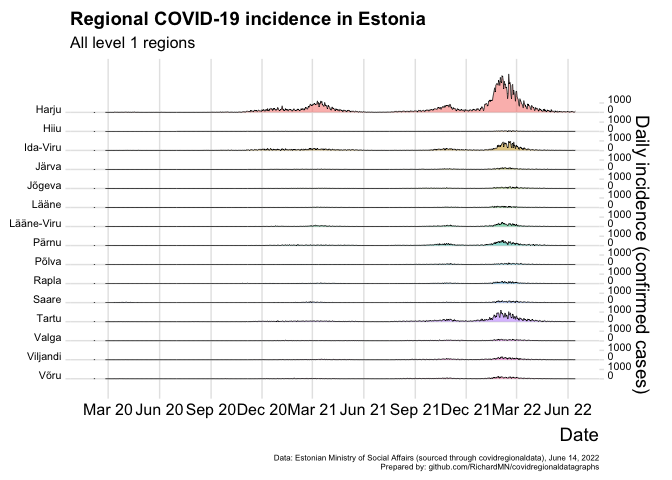 Regional COVID-19 incidence in Estonia
All level 1 regions
Harju
Hiiu
Ida-Viru
Järva
Jõgeva
Lääne
Lääne-Viru
Pärnu
Põlva
Rapla
Saare
Tartu
Valga
Viljandi
Võru
1000
0
1000
0
1000
0
1000
0
1000
0
1000
0
1000
0
1000
0
1000
0
1000
0
1000
0
1000
0
1000
0
1000
0
1000
0
Daily incidence (confirmed cases)
Mar 20 Jun 20 Sep 20 Dec 20 Mar 21 Jun 21 Sep 21 Dec 21 Mar 22 Jun 22
Date
Data: Estonian Ministry of Social Affairs (sourced through covidregionaldata), June 14, 2022
Prepared by: github.com/RichardMN/covidregionaldatagraphs